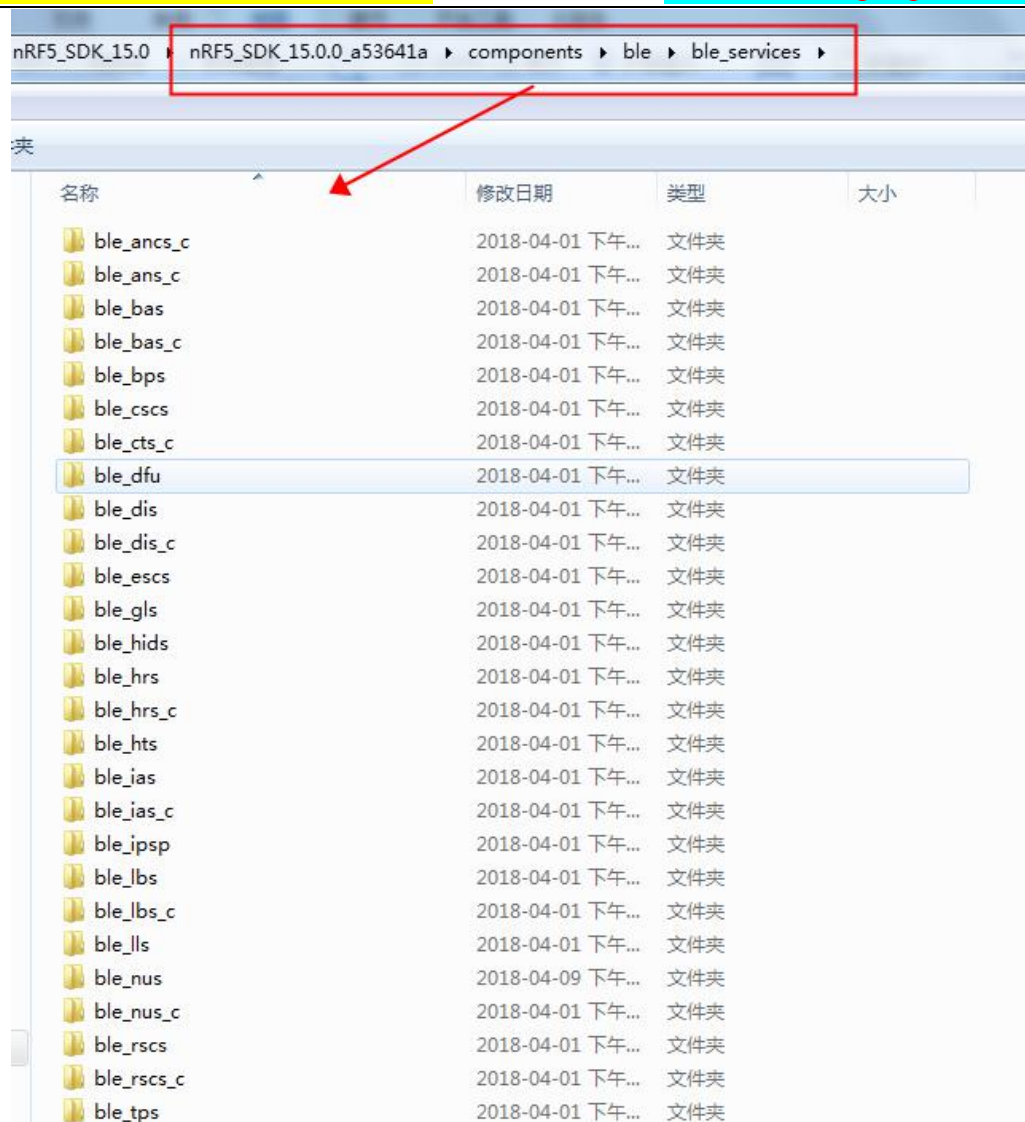 nRF5_SDK_15.0 ▸ nRF5_SDK_15.0.0_a53641a ▸ components ▸ ble ▸ ble_services ▸
夹
名称 修改日期 类型 大小
ble_ancs_c 2018-04-01 下午... 文件夹
ble_ans_c 2018-04-01 下午... 文件夹
ble_bas 2018-04-01 下午... 文件夹
ble_bas_c 2018-04-01 下午... 文件夹
ble_bps 2018-04-01 下午... 文件夹
ble_cscs 2018-04-01 下午... 文件夹
ble_cts_c 2018-04-01 下午... 文件夹
ble_dfu 2018-04-01 下午... 文件夹
ble_dis 2018-04-01 下午... 文件夹
ble_dis_c 2018-04-01 下午... 文件夹
ble_escs 2018-04-01 下午... 文件夹
ble_gls 2018-04-01 下午... 文件夹
ble_hids 2018-04-01 下午... 文件夹
ble_hrs 2018-04-01 下午... 文件夹
ble_hrs_c 2018-04-01 下午... 文件夹
ble_hts 2018-04-01 下午... 文件夹
ble_ias 2018-04-01 下午... 文件夹
ble_ias_c 2018-04-01 下午... 文件夹
ble_ipsp 2018-04-01 下午... 文件夹
ble_lbs 2018-04-01 下午... 文件夹
ble_lbs_c 2018-04-01 下午... 文件夹
ble_lls 2018-04-01 下午... 文件夹
ble_nus 2018-04-09 下午... 文件夹
ble_nus_c 2018-04-01 下午... 文件夹
ble_rscs 2018-04-01 下午... 文件夹
ble_rscs_c 2018-04-01 下午... 文件夹
ble_tps 2018-04-01 下午... 文件夹